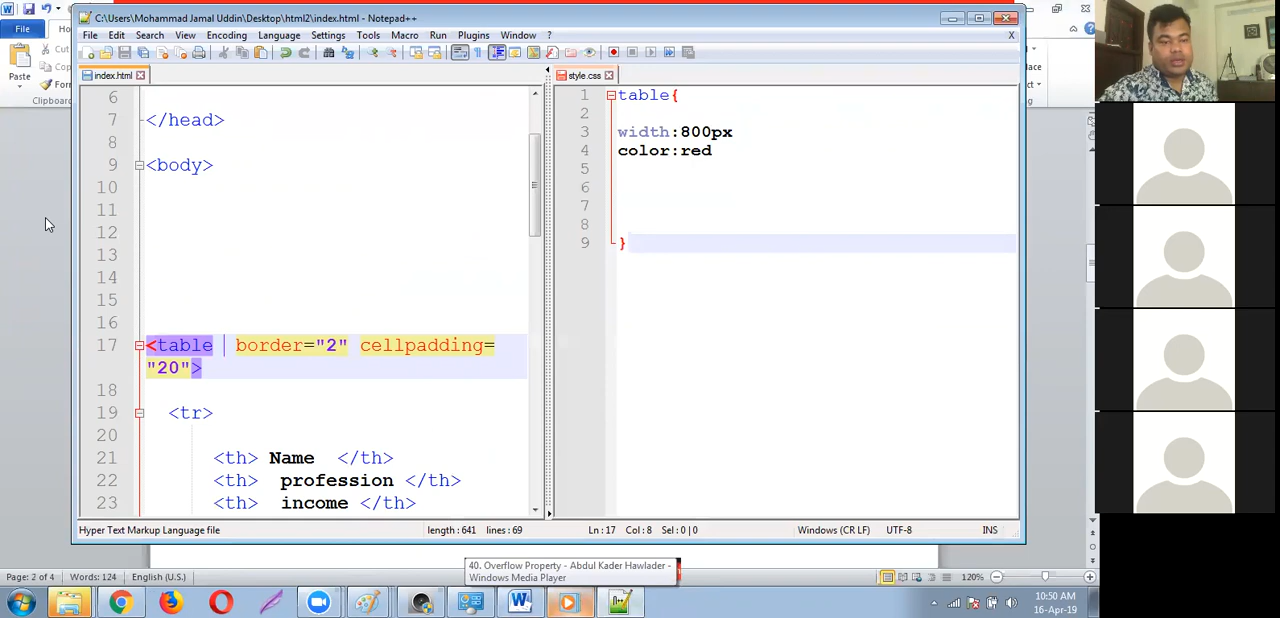 C:\Users\Mohammad Jamal Uddin\Desktop\html2\index.html - Notepad++
File
Edit Search View Encoding Language Settings Tools Macro Run Plugins Window ? X
Cut
Paste
Clipboard
index.html
style.css
6
7 </head>
8
9 <body>
10
11
12
13
14
15
16
17 <table border="2" cellpadding=
"20">
18
19 <tr>
20
21 <th> Name </th>
22 <th> profession </th>
23 <th> income </th>
1 table{
2
3 width:800px
4 color:red
5
6
7
8
9 }
Hyper Text Markup Language file length : 641 lines : 69 Ln : 17 Col : 8 Sel : 0 | 0 Windows (CR LF) UTF-8 INS
40. Overflow Property - Abdul Kader Hawlader -
Windows Media Player
Page: 2 of 4 Words: 124 English (U.S.) 120%
10:50 AM
16-Apr-19